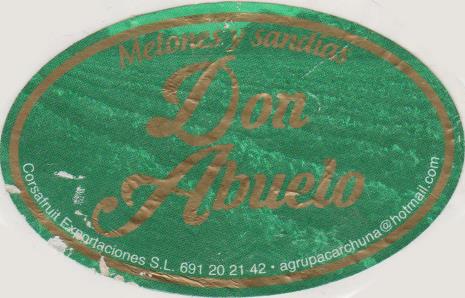 Melones y sandías
Don
Abuelo
Corsafruit Exportaciones S.L. 691 20 21 42 • agrupacarchuna@hotmail.com